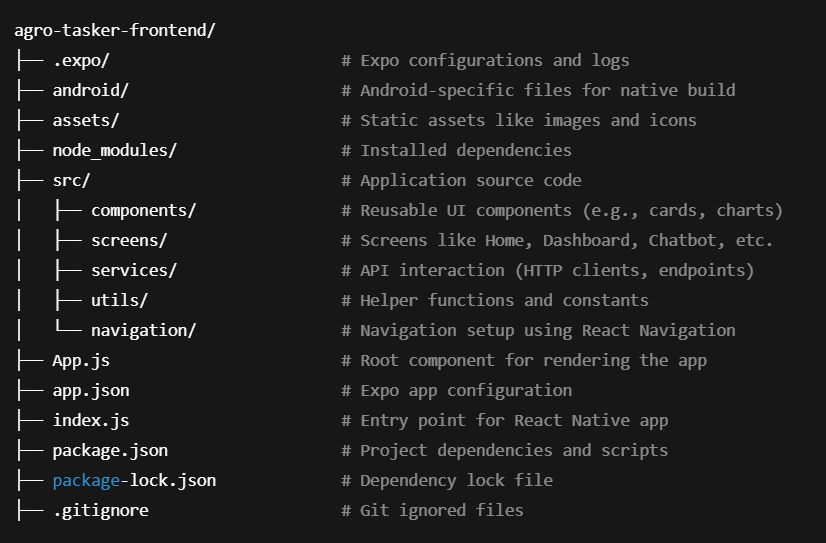 agro-tasker-frontend/
├── .expo/                     # Expo configurations and logs
├── android/                   # Android-specific files for native build
├── assets/                    # Static assets like images and icons
├── node_modules/              # Installed dependencies
├── src/                       # Application source code
│   ├── components/            # Reusable UI components (e.g., cards, charts)
│   ├── screens/               # Screens like Home, Dashboard, Chatbot, etc.
│   ├── services/              # API interaction (HTTP clients, endpoints)
│   ├── utils/                 # Helper functions and constants
│   └── navigation/            # Navigation setup using React Navigation
├── App.js                     # Root component for rendering the app
├── app.json                   # Expo app configuration
├── index.js                   # Entry point for React Native app
├── package.json               # Project dependencies and scripts
├── package-lock.json          # Dependency lock file
├── .gitignore                 # Git ignored files